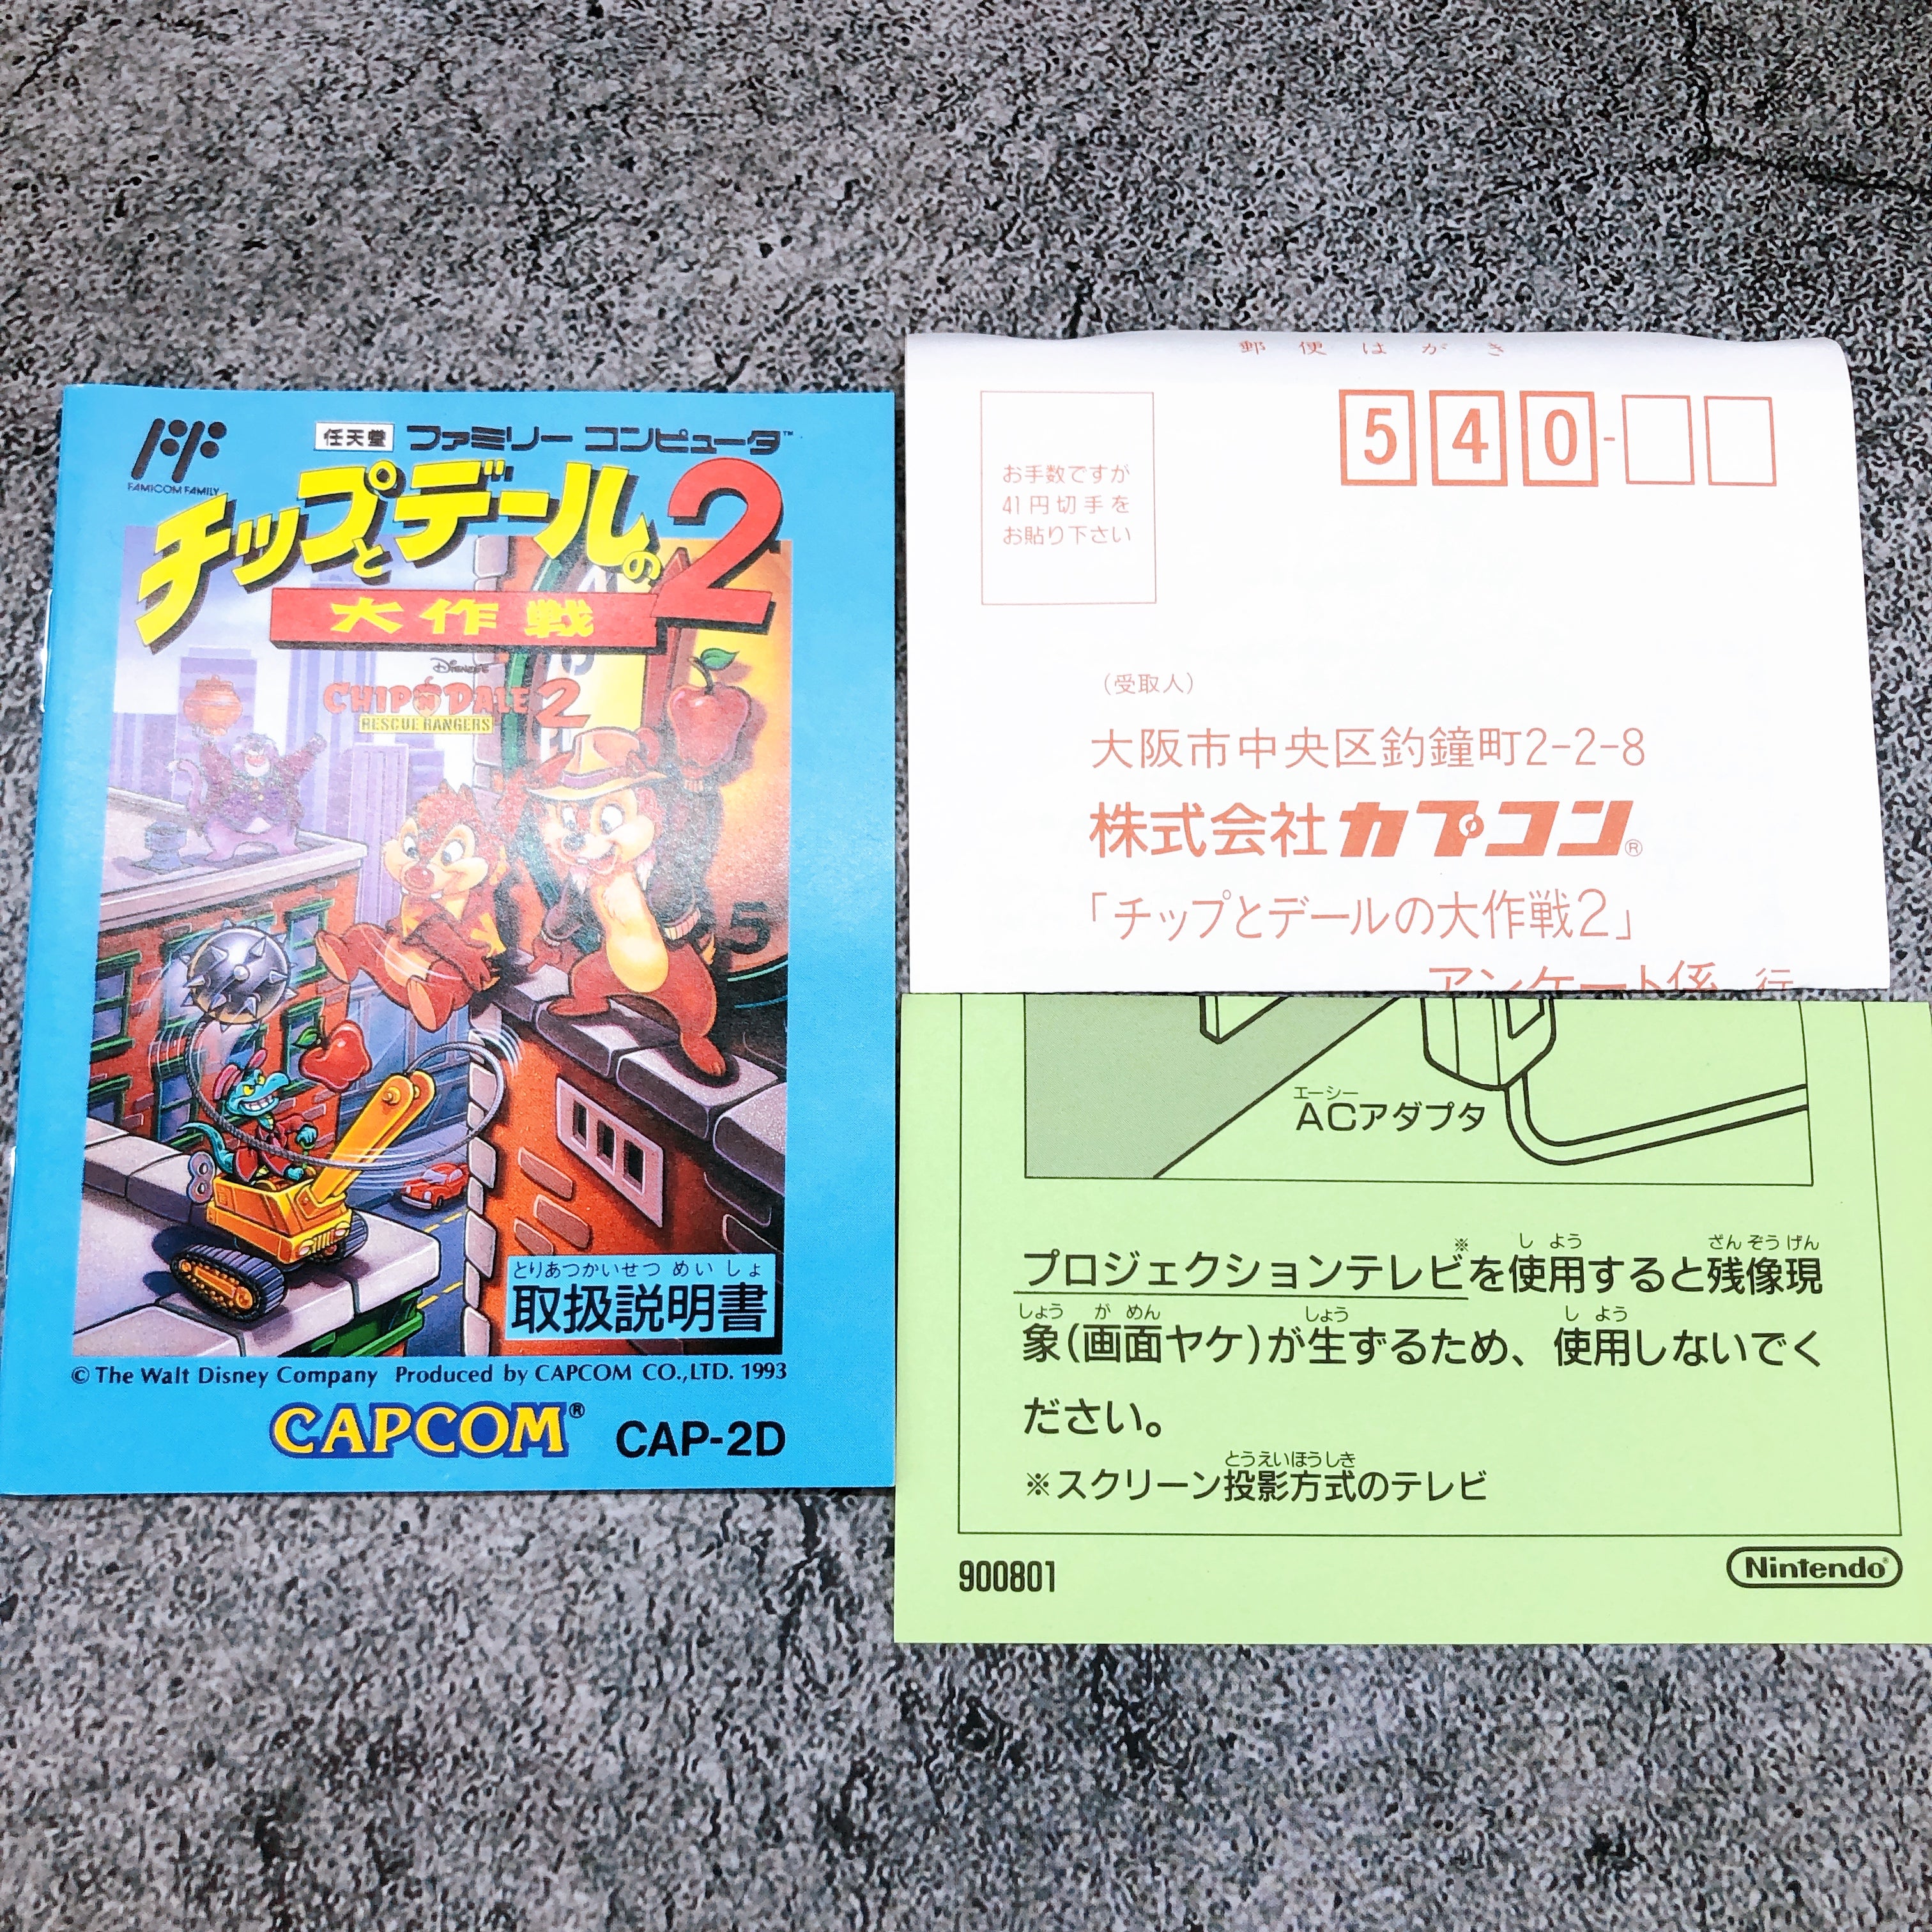 FAMICOM FAMILY
任天堂 ファミリー コンピュータ™
チップとデールの
大作戦 2
Disney's
CHIP 'N DALE 2
RESCUE RANGERS
5
とりあつかいせつめいしょ
取扱説明書
© The Walt Disney Company Produced by CAPCOM CO.,LTD. 1993
CAPCOM® CAP-2D
郵便はがき
540-
お手数ですが
41円切手を
お貼り下さい
(受取人)
大阪市中央区釣鐘町2-2-8
株式会社カプコン®
「チップとデールの大作戦2」
アンケート係 行
エーシー
ACアダプタ
しよう ざんぞうげん
プロジェクションテレビ※を使用すると残像現
しょう がめん しょう しよう
象(画面ヤケ)が生ずるため、使用しないでく
ださい。
とうえいほうしき
※スクリーン投影方式のテレビ
900801
Nintendo®